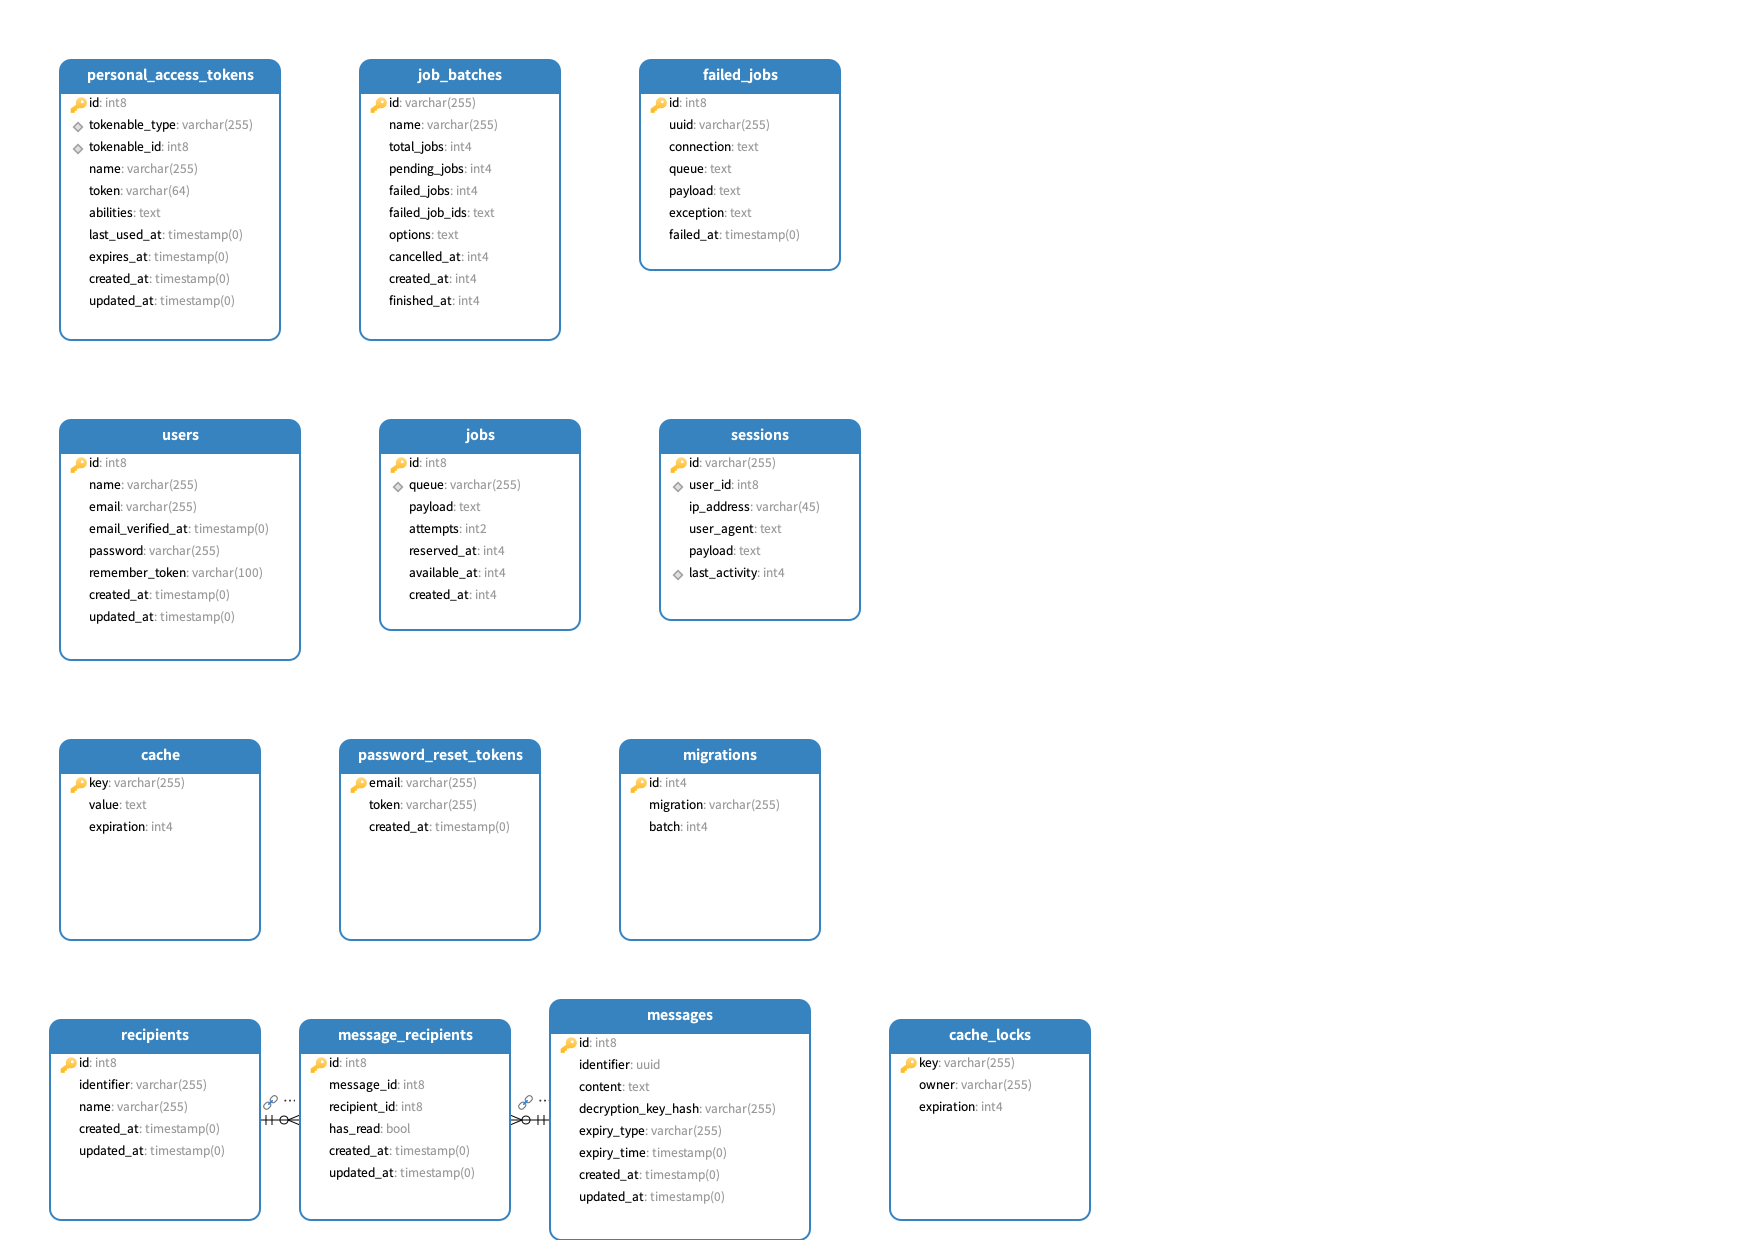 personal_access_tokens
id: int8
tokenable_type: varchar(255)
tokenable_id: int8
name: varchar(255)
token: varchar(64)
abilities: text
last_used_at: timestamp(0)
expires_at: timestamp(0)
created_at: timestamp(0)
updated_at: timestamp(0)
job_batches
id: varchar(255)
name: varchar(255)
total_jobs: int4
pending_jobs: int4
failed_jobs: int4
failed_job_ids: text
options: text
cancelled_at: int4
created_at: int4
finished_at: int4
failed_jobs
id: int8
uuid: varchar(255)
connection: text
queue: text
payload: text
exception: text
failed_at: timestamp(0)
users
id: int8
name: varchar(255)
email: varchar(255)
email_verified_at: timestamp(0)
password: varchar(255)
remember_token: varchar(100)
created_at: timestamp(0)
updated_at: timestamp(0)
jobs
id: int8
queue: varchar(255)
payload: text
attempts: int2
reserved_at: int4
available_at: int4
created_at: int4
sessions
id: varchar(255)
user_id: int8
ip_address: varchar(45)
user_agent: text
payload: text
last_activity: int4
cache
key: varchar(255)
value: text
expiration: int4
password_reset_tokens
email: varchar(255)
token: varchar(255)
created_at: timestamp(0)
migrations
id: int4
migration: varchar(255)
batch: int4
recipients
id: int8
identifier: varchar(255)
name: varchar(255)
created_at: timestamp(0)
updated_at: timestamp(0)
...
message_recipients
id: int8
message_id: int8
recipient_id: int8
has_read: bool
created_at: timestamp(0)
updated_at: timestamp(0)
...
messages
id: int8
identifier: uuid
content: text
decryption_key_hash: varchar(255)
expiry_type: varchar(255)
expiry_time: timestamp(0)
created_at: timestamp(0)
updated_at: timestamp(0)
cache_locks
key: varchar(255)
owner: varchar(255)
expiration: int4